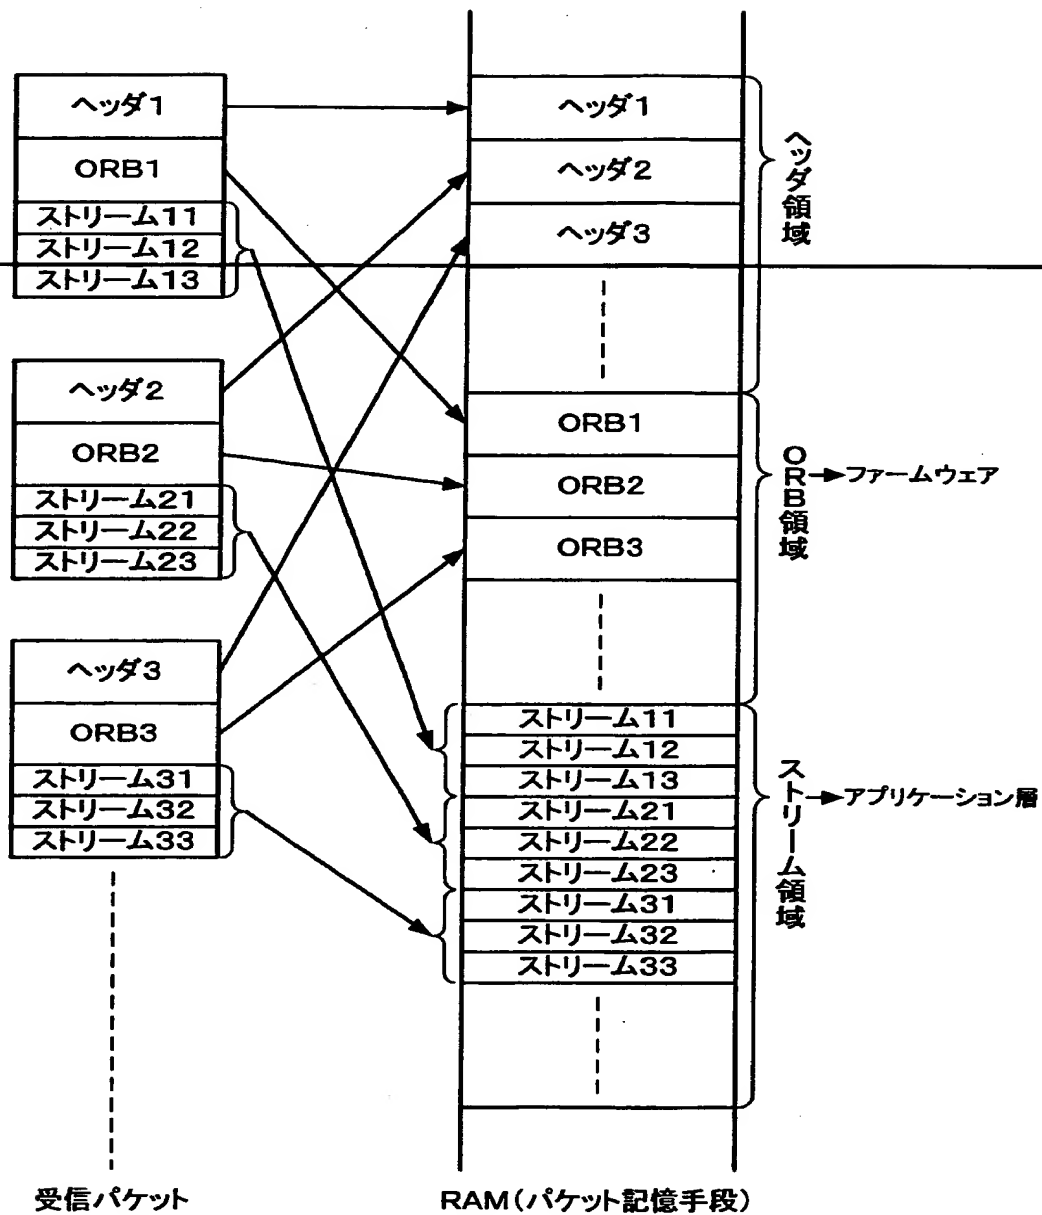 ヘッダ1
ORB1
ストリーム11
ストリーム12
ストリーム13
ヘッダ2
ORB2
ストリーム21
ストリーム22
ストリーム23
ヘッダ3
ORB3
ストリーム31
ストリーム32
ストリーム33
受信パケット
ヘッダ1
ヘッダ2
ヘッダ3
ORB1
ORB2
ORB3
ストリーム11
ストリーム12
ストリーム13
ストリーム21
ストリーム22
ストリーム23
ストリーム31
ストリーム32
ストリーム33
RAM(パケット記憶手段)
ヘッダ領域
ORB領域
ファームウェア
ストリーム領域
アプリケーション層